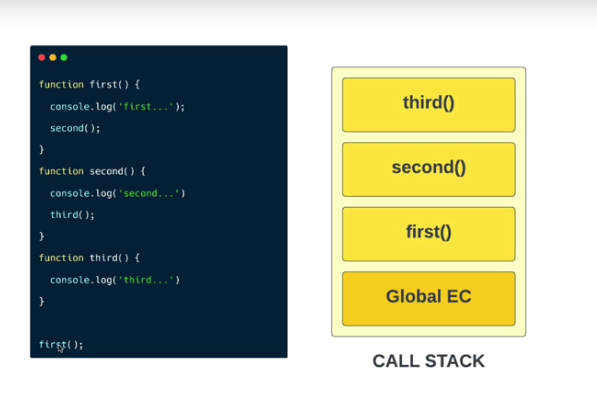 function first() {
console.log('first...');
second();
}
function second() {
console.log('second...')
third();
}
function third() {
console.log('third...')
}
first();
third()
second()
first()
Global EC
CALL STACK